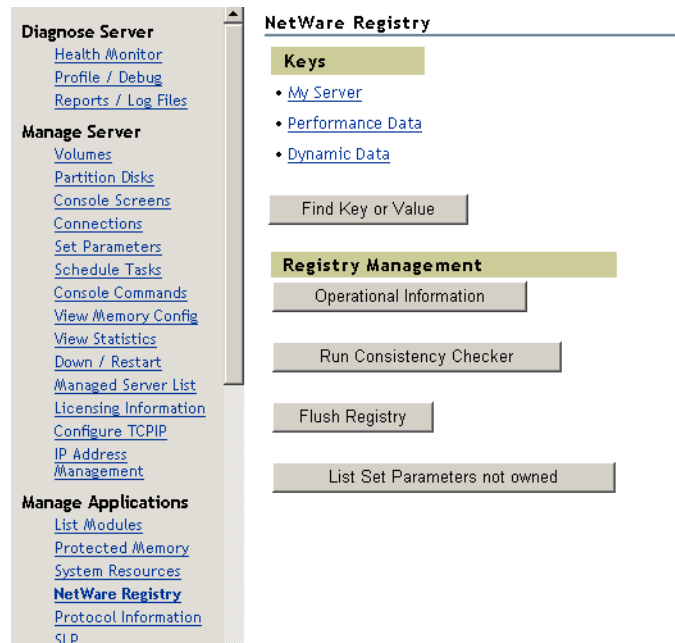 Diagnose Server
Health Monitor
Profile / Debug
Reports / Log Files
Manage Server
Volumes
Partition Disks
Console Screens
Connections
Set Parameters
Schedule Tasks
Console Commands
View Memory Config
View Statistics
Down / Restart
Managed Server List
Licensing Information
Configure TCPIP
IP Address
Management
Manage Applications
List Modules
Protected Memory
System Resources
NetWare Registry
Protocol Information
SLP
NetWare Registry
Keys
• My Server
• Performance Data
• Dynamic Data
Find Key or Value
Registry Management
Operational Information
Run Consistency Checker
Flush Registry
List Set Parameters not owned